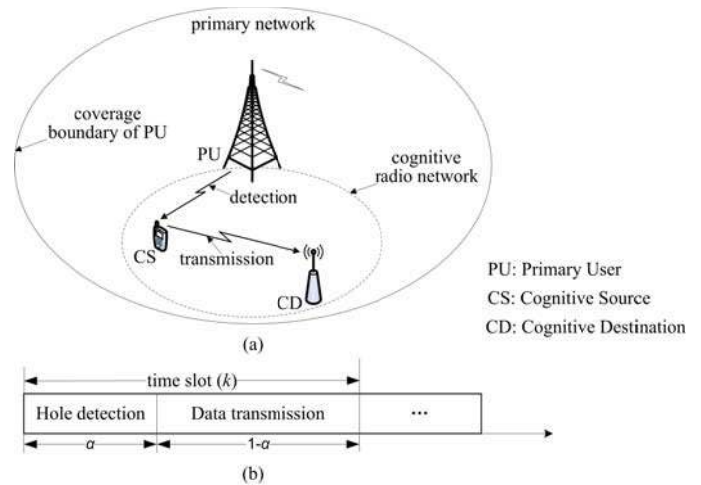 primary network
coverage
boundary of PU
PU
cognitive
radio network
detection
CS
transmission
CD
PU: Primary User
CS: Cognitive Source
CD: Cognitive Destination
(a)
time slot (k)
Hole detection Data transmission ...
α 1-α
(b)